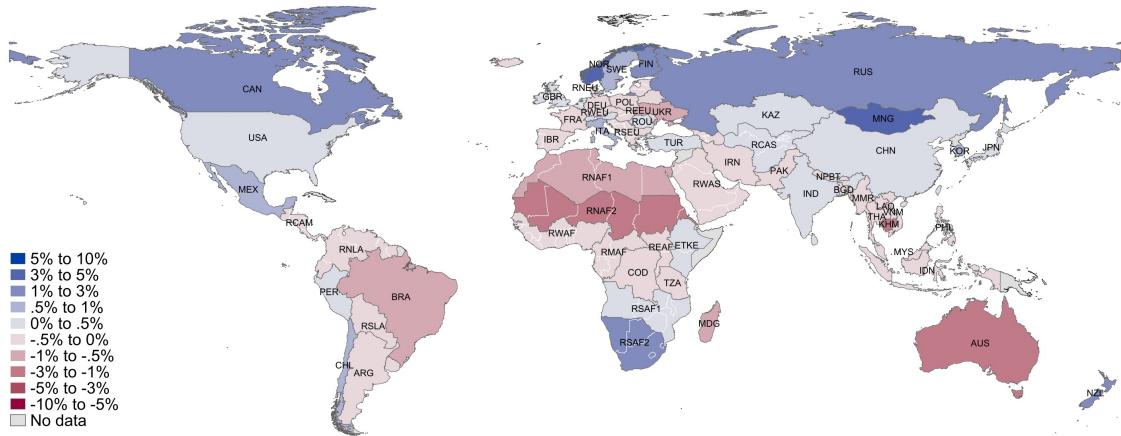 NOR
FIN
SWE
RUS
CAN
RNEU
GBR
DEU
POL
RWEU
REEU
UKR
FRA
ROU
KAZ
MNG
ITA
RSEU
IBR
TUR
RCAS
USA
CHN
KOR
JPN
IRN
PAK
NPBT
RNAF1
RWAS
IND
BGD
MMR
LAO
VNM
MEX
RNAF2
THA
KHM
RCAM
RWAF
PHL
RNLA
REAF
ETKE
RMAF
MYS
COD
IDN
PER
BRA
TZA
RSAF1
RSLA
MDG
RSAF2
AUS
CHL
ARG
NZL
5% to 10%
3% to 5%
1% to 3%
.5% to 1%
0% to .5%
-.5% to 0%
-1% to -.5%
-3% to -1%
-5% to -3%
-10% to -5%
No data